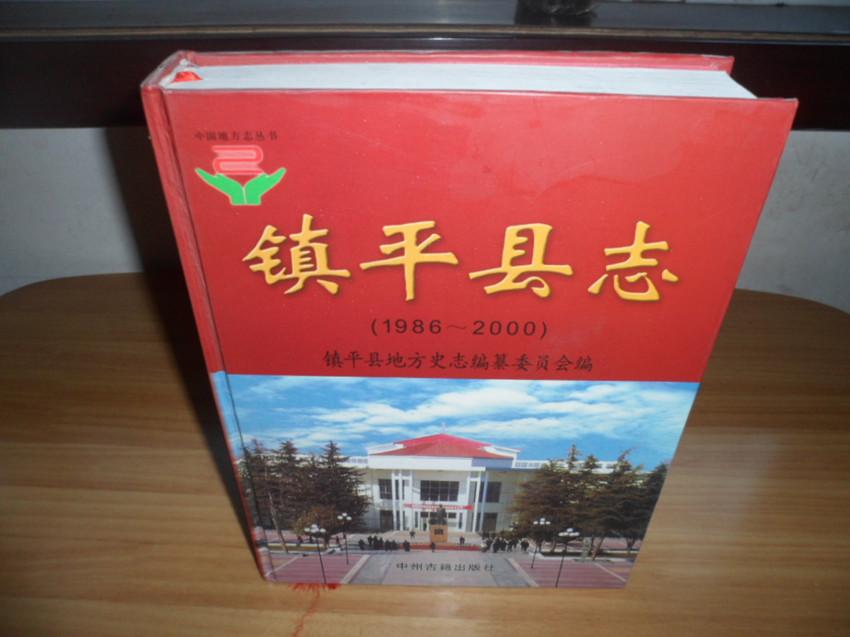 中国地方志丛书
镇平县志
(1986～2000)
镇平县地方史志编纂委员会编
中州古籍出版社